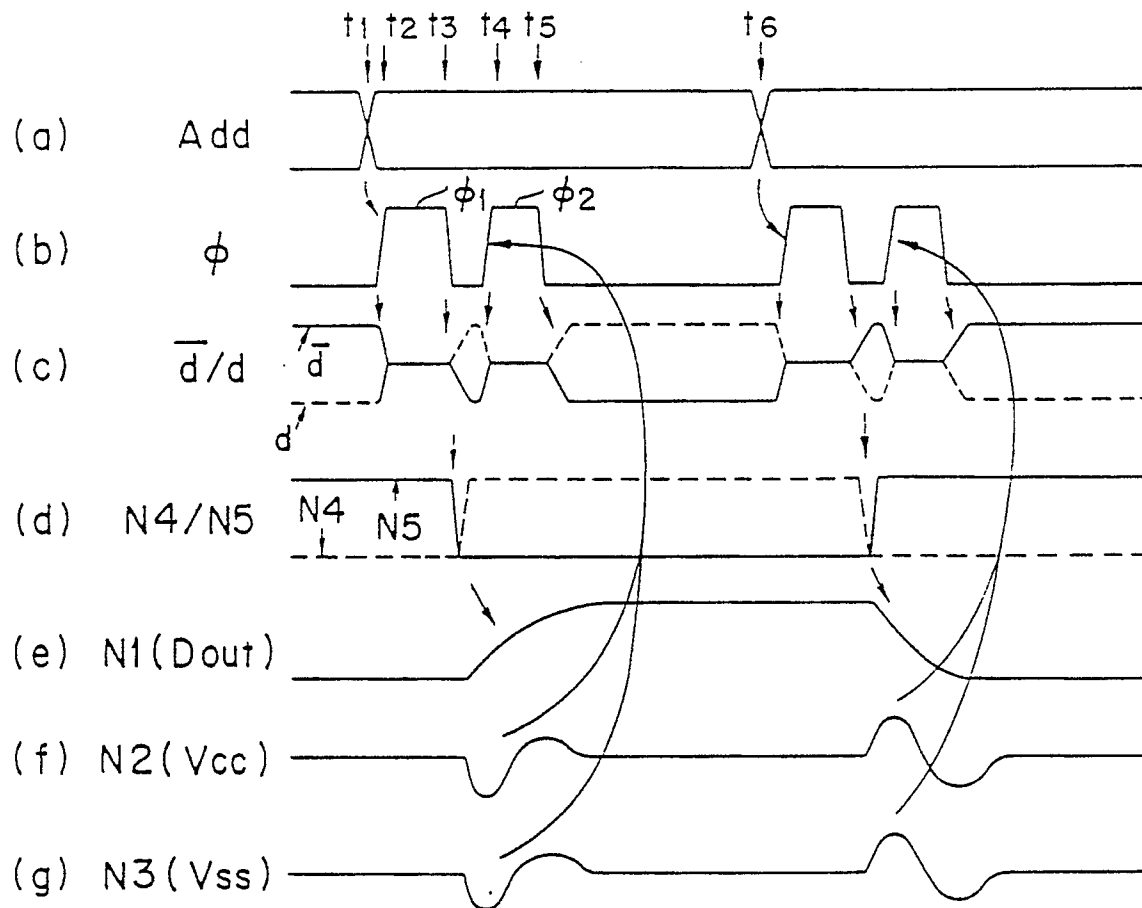 t1 t2 t3 t4 t5 t6
(a) Add
(b) ϕ ϕ1 ϕ2
(c) d̅/d d̅
d
(d) N4/N5 N4 N5
(e) N1(Dout)
(f) N2(Vcc)
(g) N3(Vss)